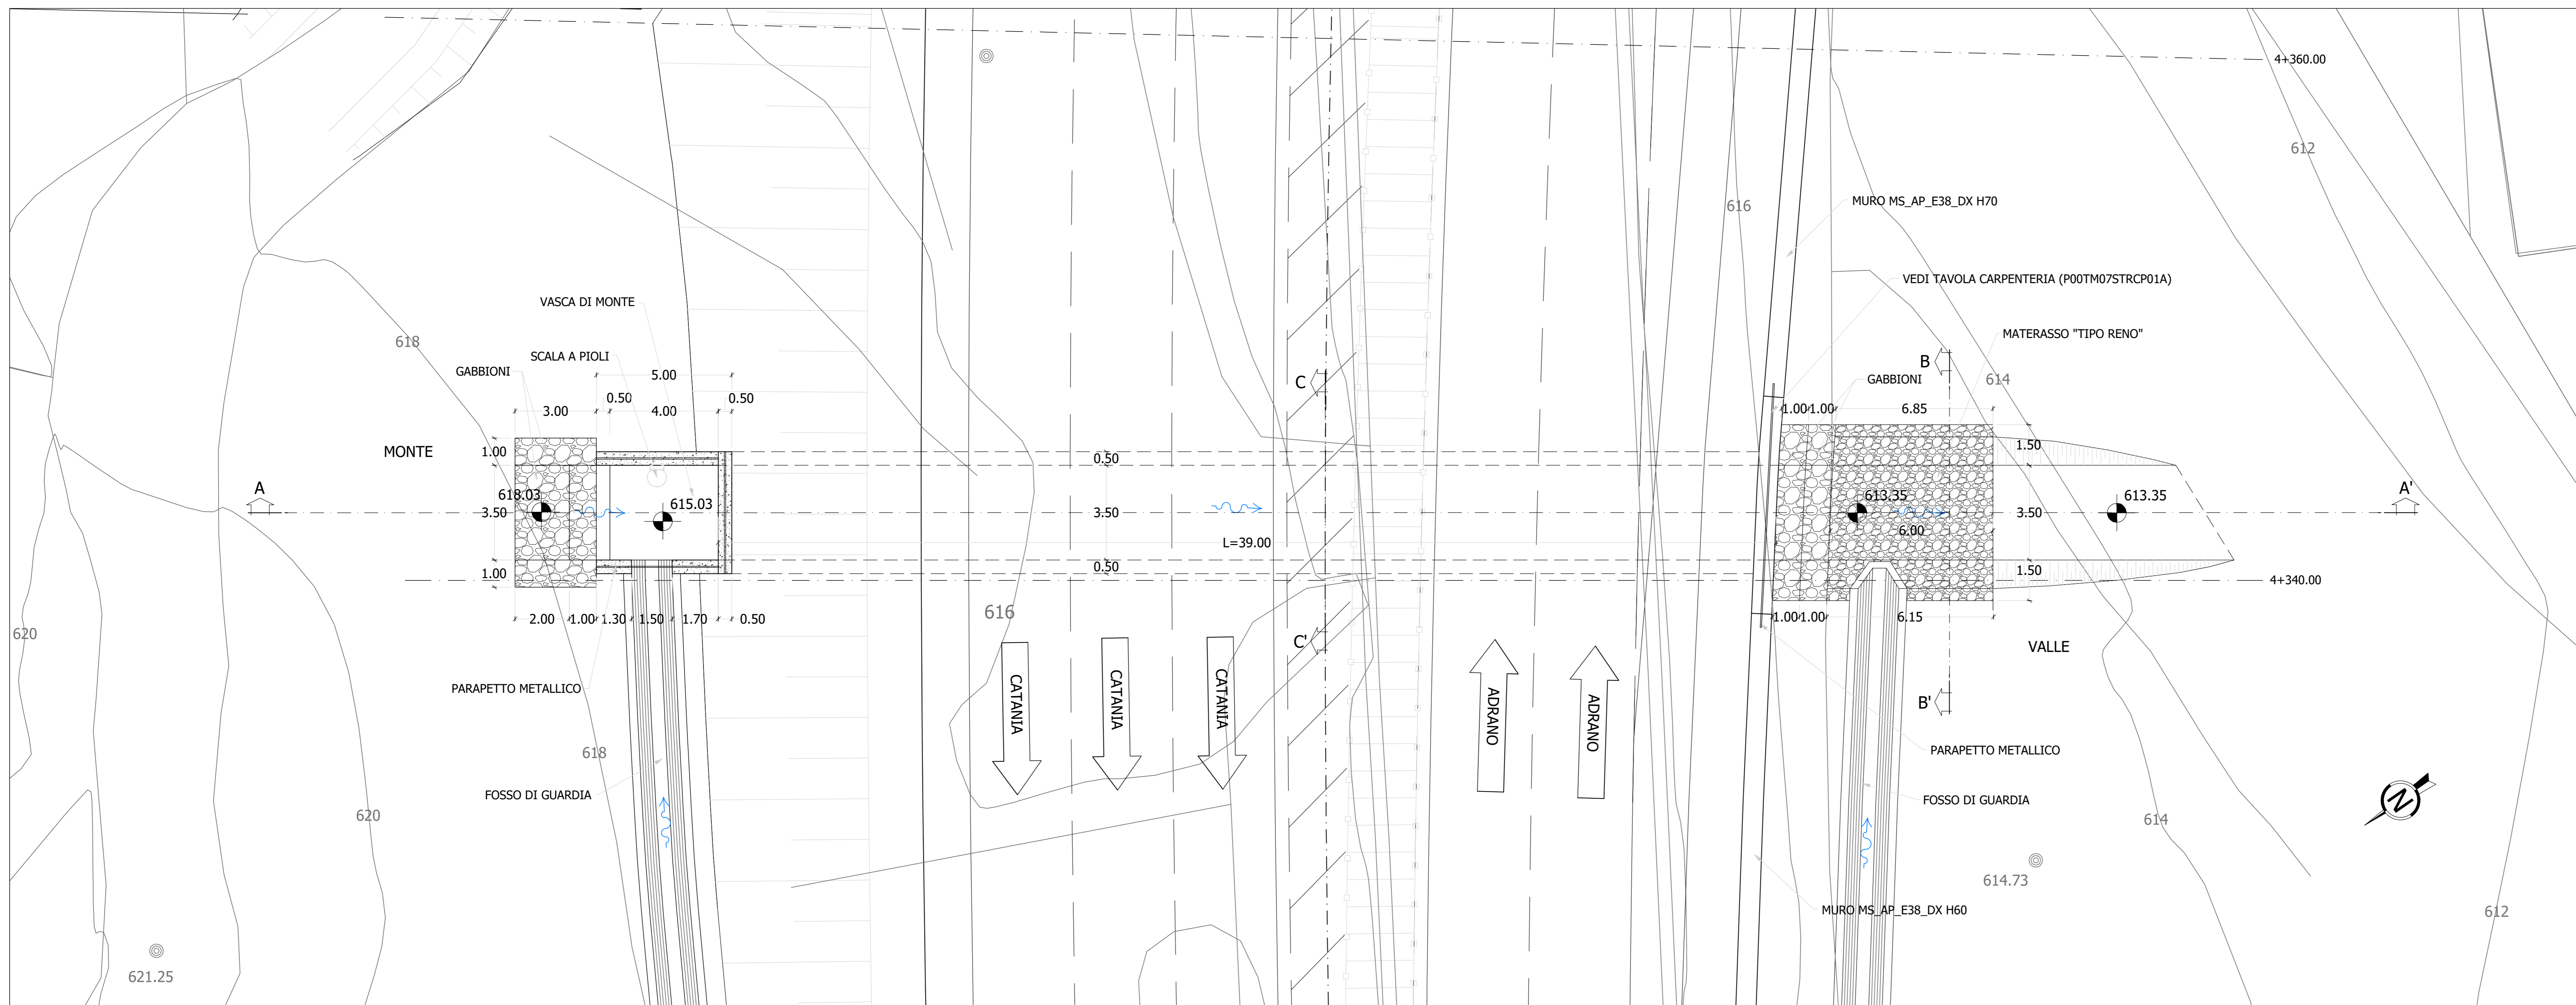 4+360.00
612
616
MURO MS_AP_E38_DX H70
VEDI TAVOLA CARPENTERIA (P00TM07STRCP01A)
VASCA DI MONTE
618
SCALA A PIOLI
MATERASSO "TIPO RENO"
GABBIONI
5.00
C
B
GABBIONI
614
3.00
0.50
4.00
0.50
1.00
1.00
6.85
MONTE
1.00
0.50
1.50
A
618.03
615.03
613.35
613.35
A'
3.50
3.50
3.50
6.00
L=39.00
1.00
0.50
1.50
4+340.00
2.00
1.00
1.30
1.50
1.70
0.50
616
1.00
1.00
6.15
620
C'
VALLE
PARAPETTO METALLICO
CATANIA
CATANIA
CATANIA
ADRANO
ADRANO
B'
618
PARAPETTO METALLICO
FOSSO DI GUARDIA
FOSSO DI GUARDIA
N
620
614
614.73
MURO MS_AP_E38_DX H60
612
621.25